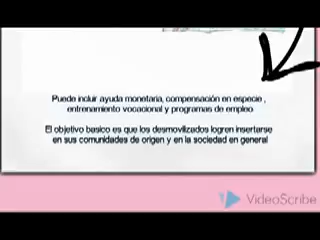 Puede incluir ayuda monetaria, compensación en especie ,
entrenamiento vocacional y programas de empleo
El objetivo basico es que los desmovilizados logren insertarse
en sus comunidades de origen y en la sociedad en general
VideoScribe